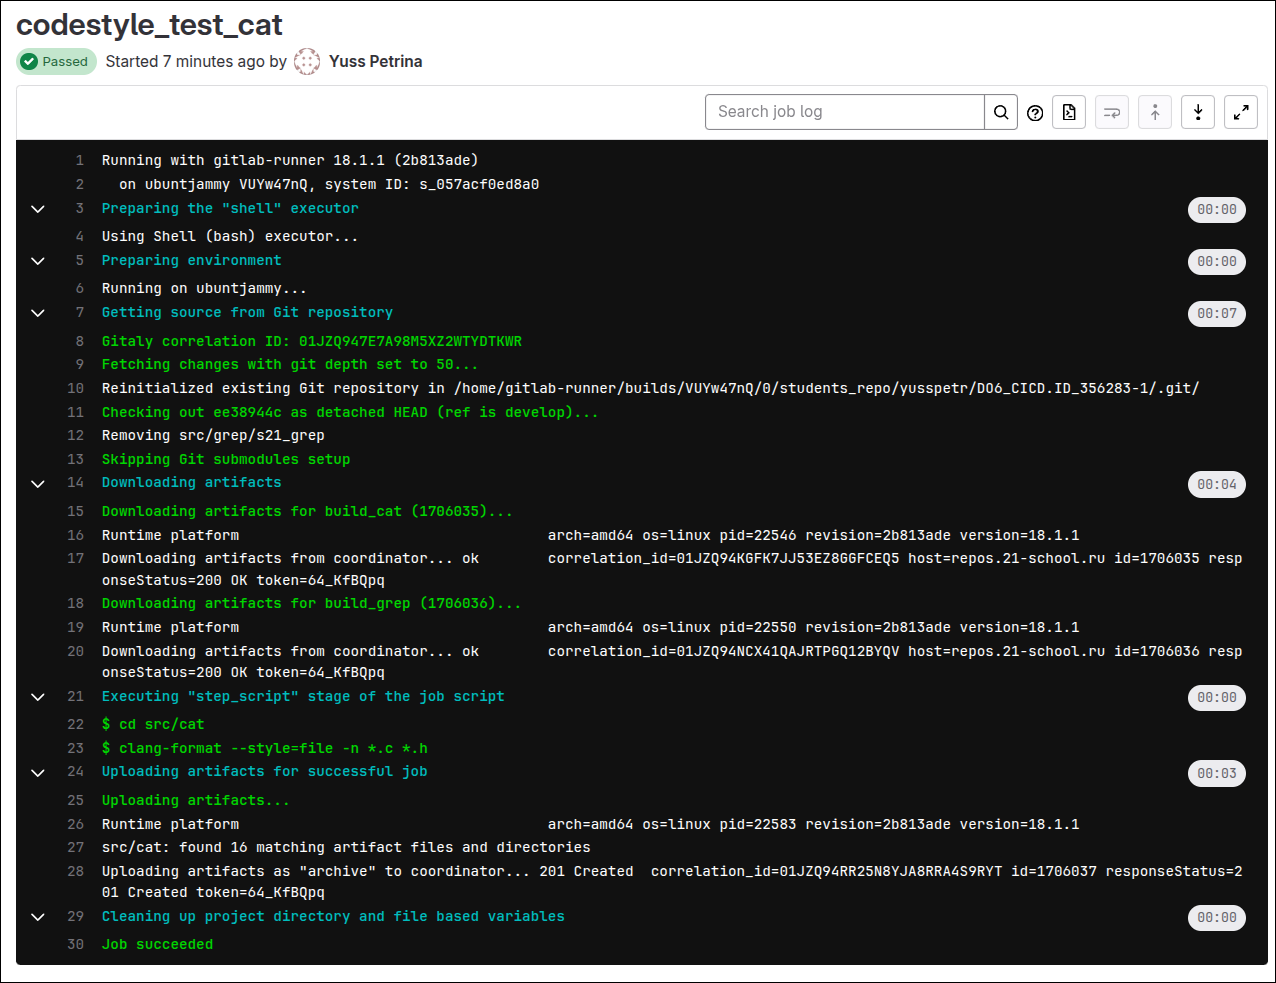 codestyle_test_cat
Passed Started 7 minutes ago by Yuss Petrina
Search job log
1 Running with gitlab-runner 18.1.1 (2b813ade)
2 on ubuntjammy VUYw47nQ, system ID: s_057acf0ed8a0
3 Preparing the "shell" executor 00:00
4 Using Shell (bash) executor...
5 Preparing environment 00:00
6 Running on ubuntjammy...
7 Getting source from Git repository 00:07
8 Gitaly correlation ID: 01JZQ947E7A98M5XZ2WTYDTKWR
9 Fetching changes with git depth set to 50...
10 Reinitialized existing Git repository in /home/gitlab-runner/builds/VUYw47nQ/0/students_repo/yusspetr/DO6_CICD.ID_356283-1/.git/
11 Checking out ee38944c as detached HEAD (ref is develop)...
12 Removing src/grep/s21_grep
13 Skipping Git submodules setup
14 Downloading artifacts 00:04
15 Downloading artifacts for build_cat (1706035)...
16 Runtime platform arch=amd64 os=linux pid=22546 revision=2b813ade version=18.1.1
17 Downloading artifacts from coordinator... ok correlation_id=01JZQ94KGFK7JJ53EZ8GGFCEQ5 host=repos.21-school.ru id=1706035 resp
onseStatus=200 OK token=64_KfBQpq
18 Downloading artifacts for build_grep (1706036)...
19 Runtime platform arch=amd64 os=linux pid=22550 revision=2b813ade version=18.1.1
20 Downloading artifacts from coordinator... ok correlation_id=01JZQ94NCX41QAJRTPGQ12BYQV host=repos.21-school.ru id=1706036 resp
onseStatus=200 OK token=64_KfBQpq
21 Executing "step_script" stage of the job script 00:00
22 $ cd src/cat
23 $ clang-format --style=file -n *.c *.h
24 Uploading artifacts for successful job 00:03
25 Uploading artifacts...
26 Runtime platform arch=amd64 os=linux pid=22583 revision=2b813ade version=18.1.1
27 src/cat: found 16 matching artifact files and directories
28 Uploading artifacts as "archive" to coordinator... 201 Created correlation_id=01JZQ94RR25N8YJA8RRA4S9RYT id=1706037 responseStatus=2
01 Created token=64_KfBQpq
29 Cleaning up project directory and file based variables 00:00
30 Job succeeded